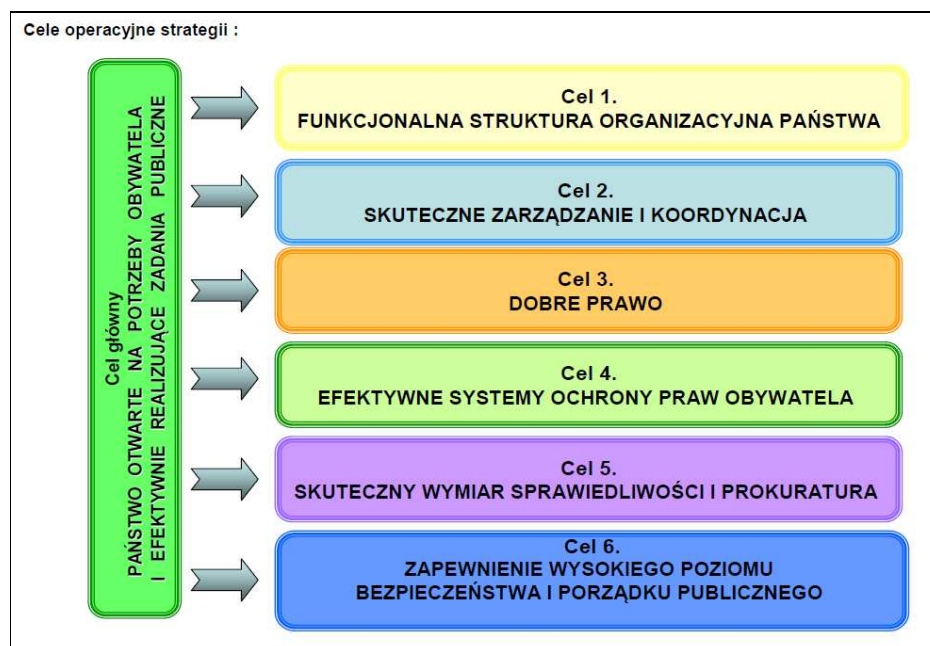 Cele operacyjne strategii :
Cel główny
PAŃSTWO OTWARTE NA POTRZEBY OBYWATELA
I EFEKTYWNIE REALIZUJĄCE ZADANIA PUBLICZNE
Cel 1.
FUNKCJONALNA STRUKTURA ORGANIZACYJNA PAŃSTWA
Cel 2.
SKUTECZNE ZARZĄDZANIE I KOORDYNACJA
Cel 3.
DOBRE PRAWO
Cel 4.
EFEKTYWNE SYSTEMY OCHRONY PRAW OBYWATELA
Cel 5.
SKUTECZNY WYMIAR SPRAWIEDLIWOŚCI I PROKURATURA
Cel 6.
ZAPEWNIENIE WYSOKIEGO POZIOMU
BEZPIECZEŃSTWA I PORZĄDKU PUBLICZNEGO